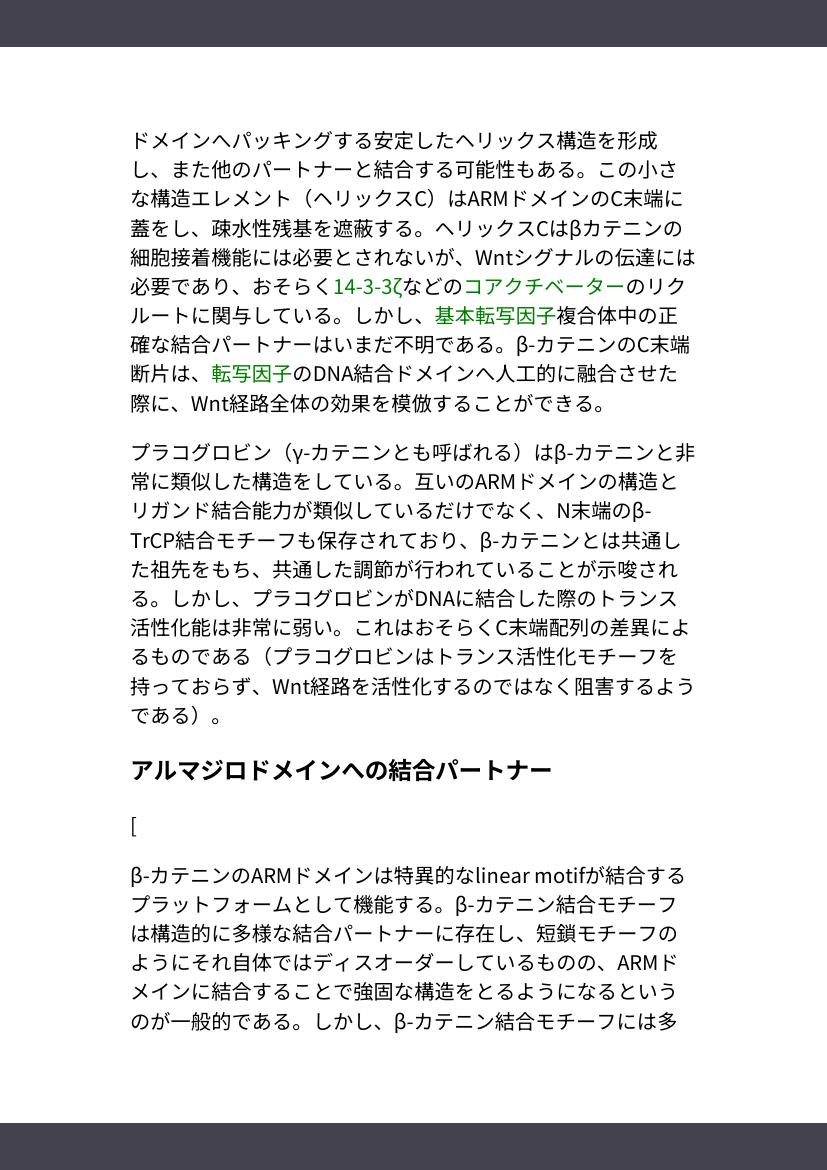 ドメインへパッキングする安定したヘリックス構造を形成
し、また他のパートナーと結合する可能性もある。この小さ
な構造エレメント（ヘリックスC）はARMドメインのC末端に
蓋をし、疎水性残基を遮蔽する。ヘリックスCはβカテニンの
細胞接着機能には必要とされないが、Wntシグナルの伝達には
必要であり、おそらく14-3-3ζなどのコアクチベーターのリク
ルートに関与している。しかし、基本転写因子複合体中の正
確な結合パートナーはいまだ不明である。β-カテニンのC末端
断片は、転写因子のDNA結合ドメインへ人工的に融合させた
際に、Wnt経路全体の効果を模倣することができる。
プラコグロビン（γ-カテニンとも呼ばれる）はβ-カテニンと非
常に類似した構造をしている。互いのARMドメインの構造と
リガンド結合能力が類似しているだけでなく、N末端のβ-
TrCP結合モチーフも保存されており、β-カテニンとは共通し
た祖先をもち、共通した調節が行われていることが示唆され
る。しかし、プラコグロビンがDNAに結合した際のトランス
活性化能は非常に弱い。これはおそらくC末端配列の差異によ
るものである（プラコグロビンはトランス活性化モチーフを
持っておらず、Wnt経路を活性化するのではなく阻害するよう
である）。
アルマジロドメインへの結合パートナー
[
β-カテニンのARMドメインは特異的なlinear motifが結合する
プラットフォームとして機能する。β-カテニン結合モチーフ
は構造的に多様な結合パートナーに存在し、短鎖モチーフの
ようにそれ自体ではディスオーダーしているものの、ARMド
メインに結合することで強固な構造をとるようになるという
のが一般的である。しかし、β-カテニン結合モチーフには多